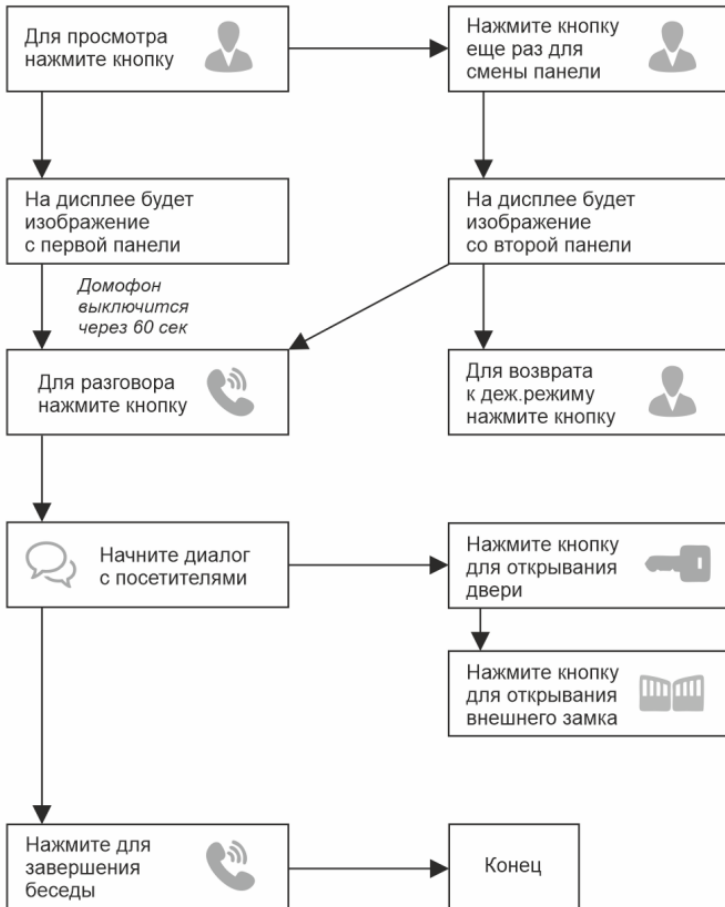 Для просмотра
нажмите кнопку
Нажмите кнопку
еще раз для
смены панели
На дисплее будет
изображение
с первой панели
На дисплее будет
изображение
со второй панели
Домофон
выключится
через 60 сек
Для разговора
нажмите кнопку
Для возврата
к деж.режиму
нажмите кнопку
Начните диалог
с посетителями
Нажмите кнопку
для открывания
двери
Нажмите кнопку
для открывания
внешнего замка
Нажмите для
завершения
беседы
Конец